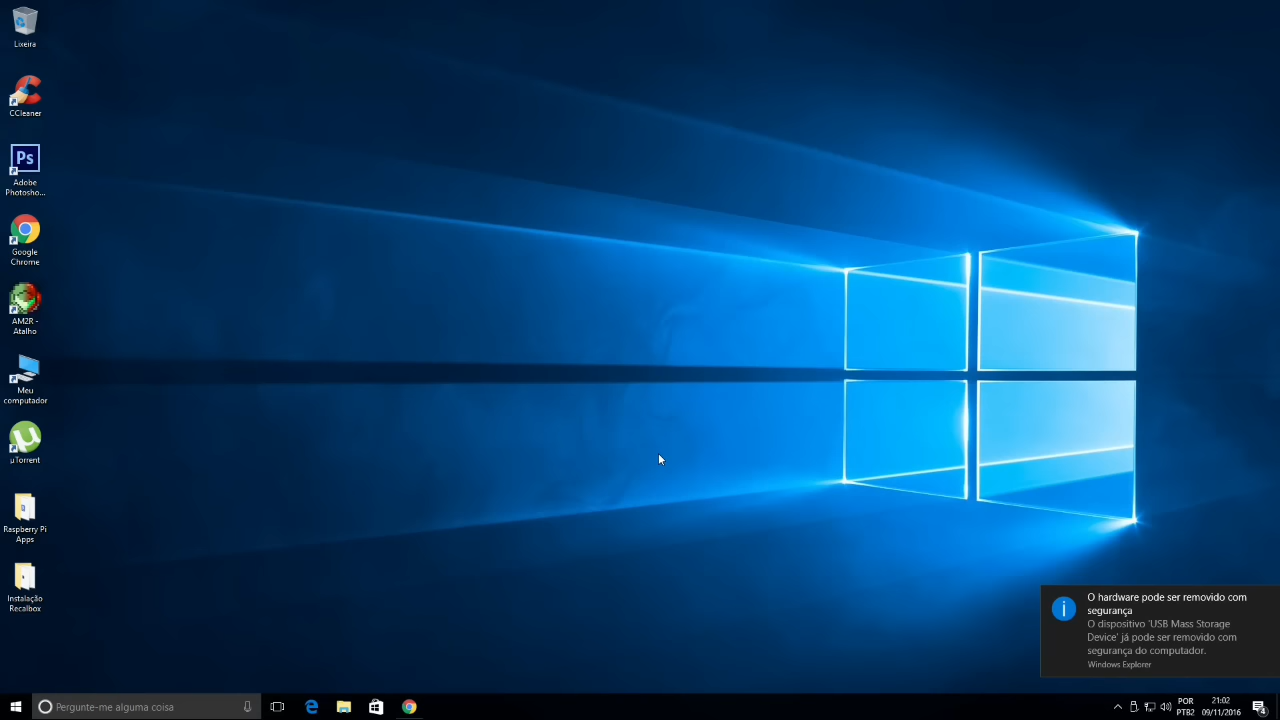 Lixeira
CCleaner
Ps
Adobe
Photosho...
Google
Chrome
AM2R -
Atalho
Meu
computador
µ
µTorrent
Raspberry Pi
Apps
Instalação
Recalbox
O hardware pode ser removido com
segurança
O dispositivo 'USB Mass Storage
Device' já pode ser removido com
segurança do computador.
Windows Explorer
Pergunte-me alguma coisa
POR
PTB2
21:02
09/11/2016
4